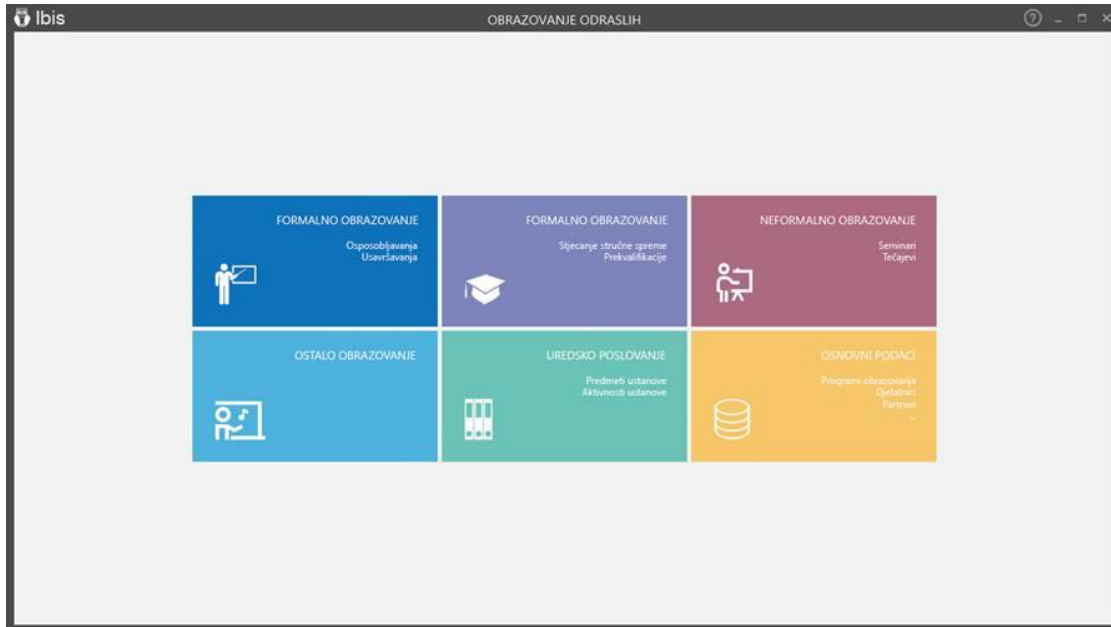 Ibis
OBRAZOVANJE ODRASLIH
FORMALNO OBRAZOVANJE
Osposobljavanja
Usavršavanja
FORMALNO OBRAZOVANJE
Stjecanje stručne spreme
Prekvalifikacije
NEFORMALNO OBRAZOVANJE
Seminari
Tečajevi
OSTALO OBRAZOVANJE
UREDSKO POSLOVANJE
Predmeti ustanove
Aktivnosti ustanove
OSNOVNI PODACI
Programi obrazovanja
Djelatnici
Partneri
...